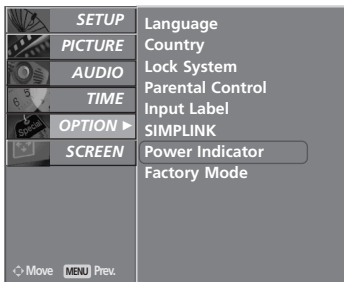 SETUP
PICTURE
AUDIO
TIME
OPTION ►
SCREEN
Language
Country
Lock System
Parental Control
Input Label
SIMPLINK
Power Indicator
Factory Mode
Move MENU Prev.
Special